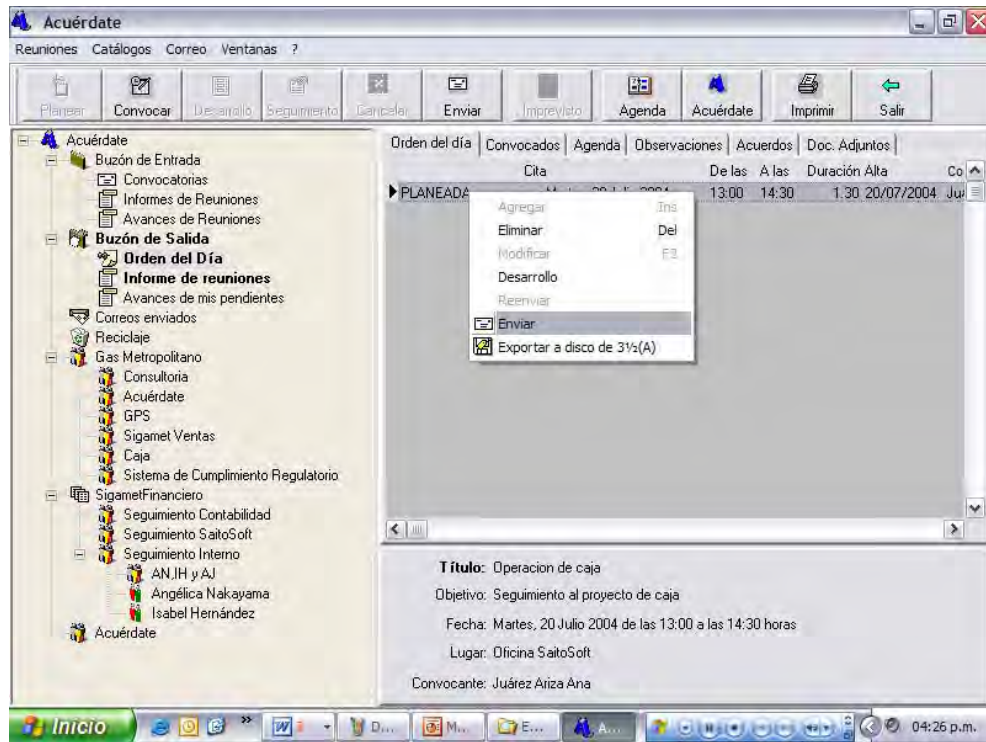 Acuérdate
Reuniones Catálogos Correo Ventanas ?
Planear Convocar Desarrollo Seguimiento Cancelar Enviar Imprevisto Agenda Acuérdate Imprimir Salir
Acuérdate
Buzón de Entrada
Convocatorias
Informes de Reuniones
Avances de Reuniones
Buzón de Salida
Orden del Día
Informe de reuniones
Avances de mis pendientes
Correos enviados
Reciclaje
Gas Metropolitano
Consultoria
Acuérdate
GPS
Sigamet Ventas
Caja
Sistema de Cumplimiento Regulatorio
SigametFinanciero
Seguimiento Contabilidad
Seguimiento SaitoSoft
Seguimiento Interno
AN,IH y AJ
Angélica Nakayama
Isabel Hernández
Acuérdate
Orden del día Convocados Agenda Observaciones Acuerdos Doc. Adjuntos
Cita De las A las Duración Alta Co
PLANEADA 2004 13:00 14:30 1.30 20/07/2004
Agregar Ins
Eliminar Del
Modificar F3
Desarrollo
Reenviar
Enviar
Exportar a disco de 3½(A)
Título: Operacion de caja
Objetivo: Seguimiento al proyecto de caja
Fecha: Martes, 20 Julio 2004 de las 13:00 a las 14:30 horas
Lugar: Oficina SaitoSoft
Convocante: Juárez Ariza Ana
Inicio » D... M... E... A... 04:26 p.m.